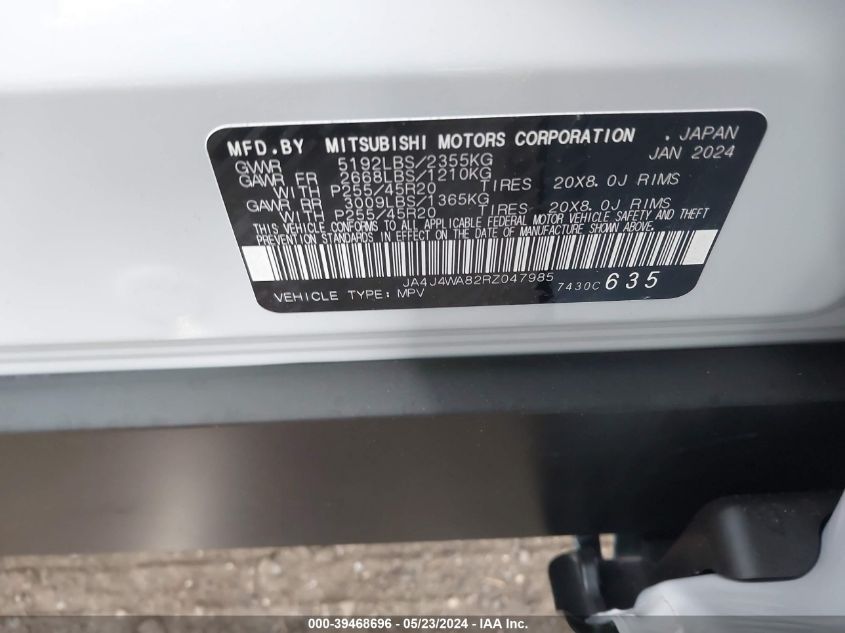 MFD.BY MITSUBISHI MOTORS CORPORATION . JAPAN
GVWR 5192LBS/2355KG JAN 2024
GAWR FR 2668LBS/1210KG
WITH P255/45R20 TIRES 20X8.0J RIMS
GAWR RR 3009LBS/1365KG
WITH P255/45R20 TIRES 20X8.0J RIMS
THIS VEHICLE CONFORMS TO ALL APPLICABLE FEDERAL MOTOR VEHICLE SAFETY AND THEFT
PREVENTION STANDARDS IN EFFECT ON THE DATE OF MANUFACTURE SHOWN ABOVE.
JA4J4WA82RZ047985
VEHICLE TYPE: MPV 7430C 635
000-39468696 - 05/23/2024 - IAA Inc.